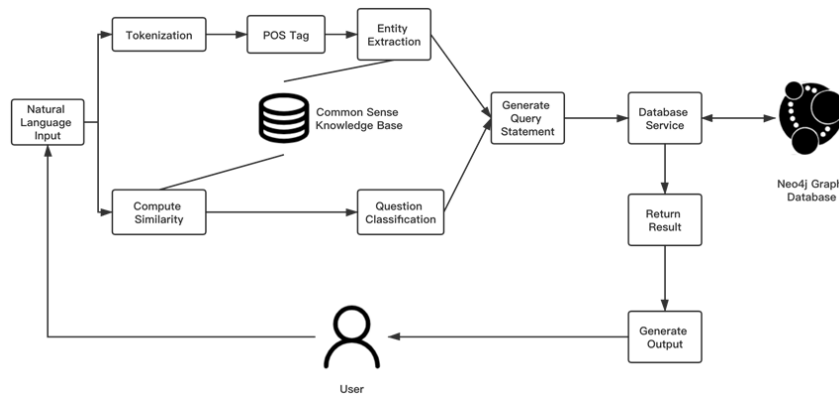 Tokenization
POS Tag
Entity
Extraction
Natural
Language
Input
Common Sense
Knowledge Base
Generate
Query
Statement
Database
Service
Neo4j Graph
Database
Compute
Similarity
Question
Classification
Return
Result
Generate
Output
User